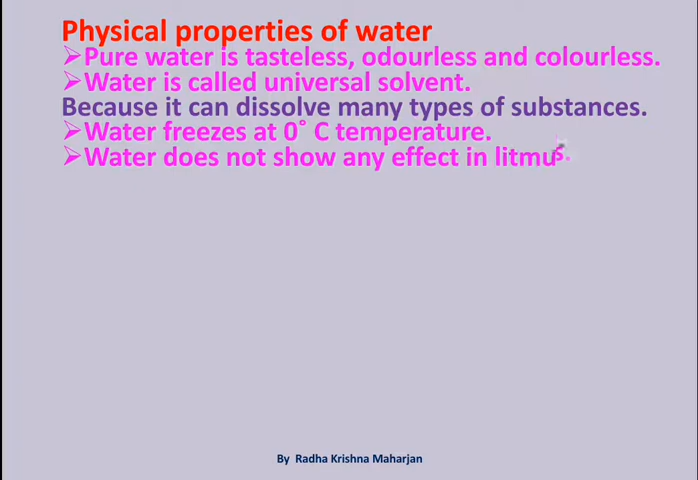 Physical properties of water
➢Pure water is tasteless, odourless and colourless.
➢Water is called universal solvent.
Because it can dissolve many types of substances.
➢Water freezes at 0˚ C temperature.
➢Water does not show any effect in litmus.
By Radha Krishna Maharjan